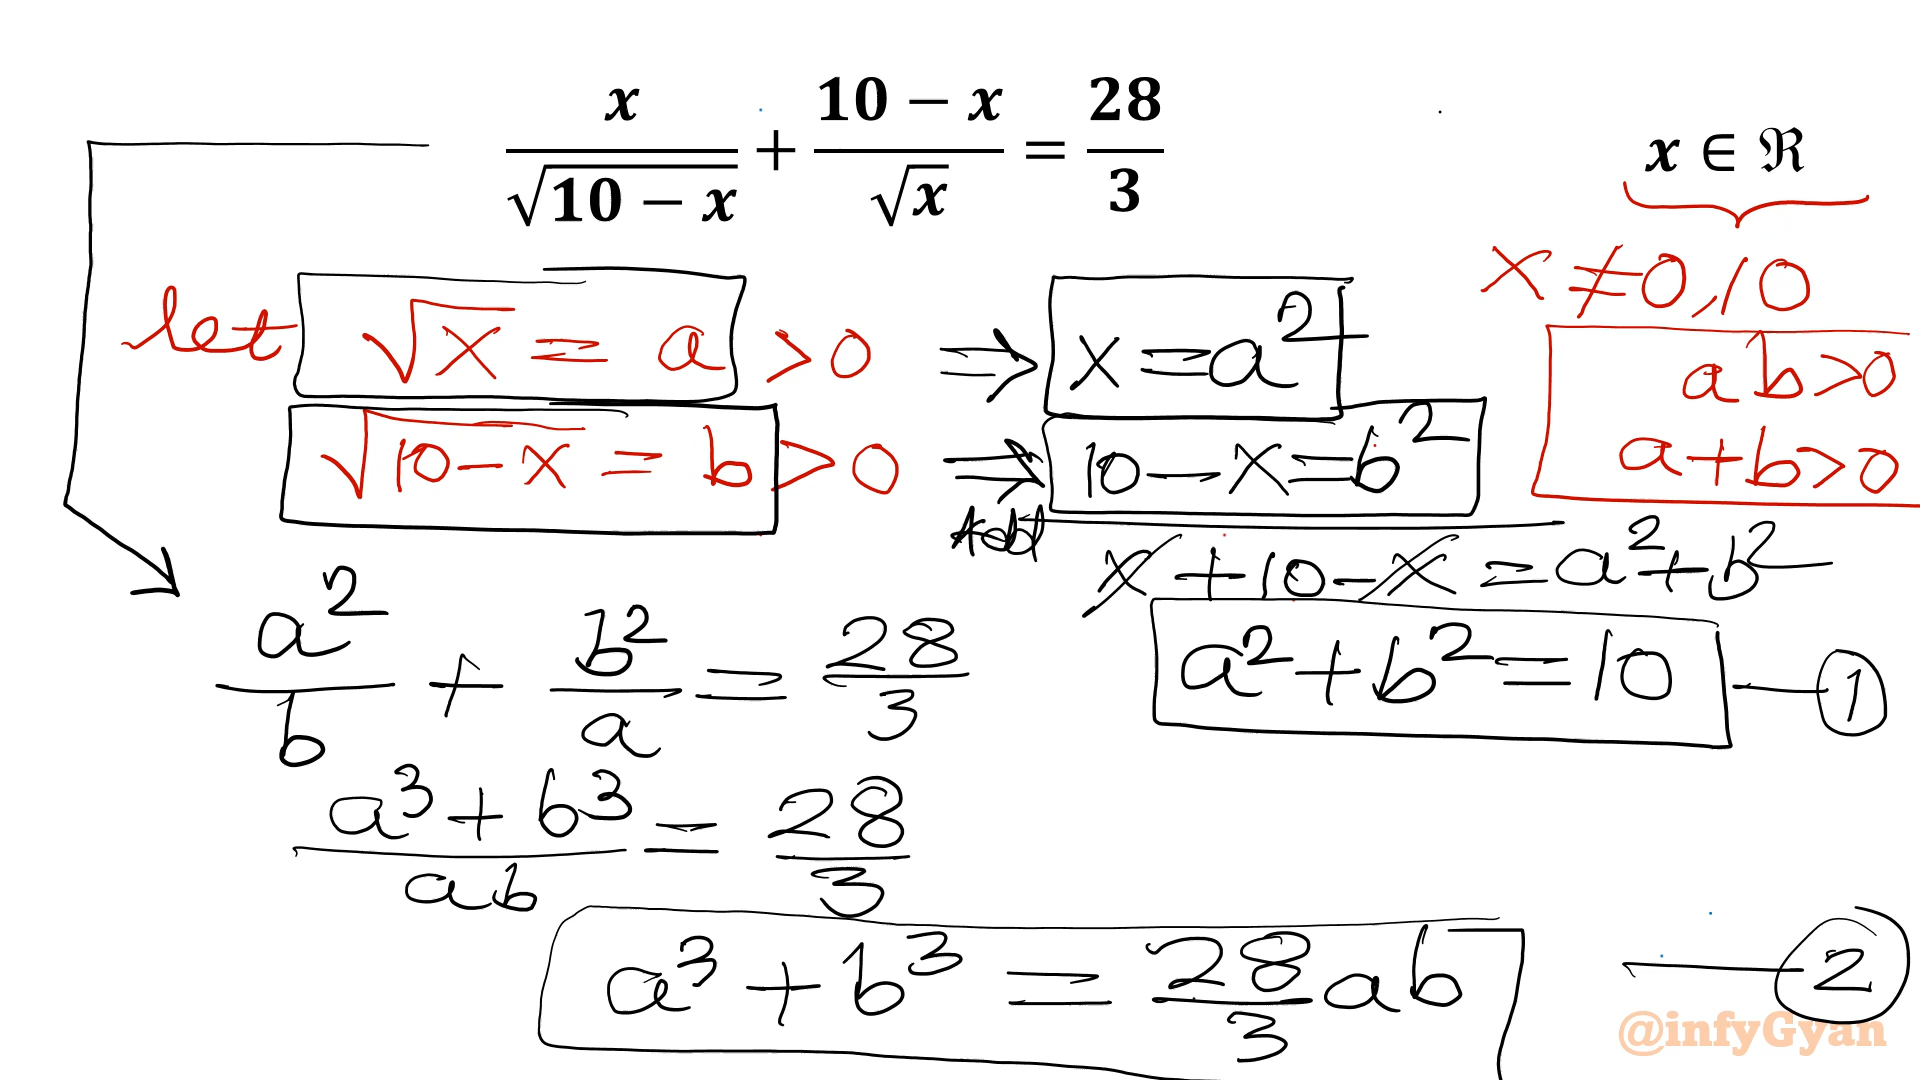 x/√(10 − x) + (10 − x)/√x = 28/3
x ∈ ℜ
x ≠ 0, 10
let √x = a > 0 ⇒ x = a²
ab > 0
√(10 − x) = b > 0 ⇒ 10 − x = b²
a + b > 0
Add x + 10 − x = a² + b²
a²/b + b²/a = 28/3
a² + b² = 10 — 1
(a³ + b³)/ab = 28/3
a³ + b³ = 28/3 ab — 2
@infyGyan